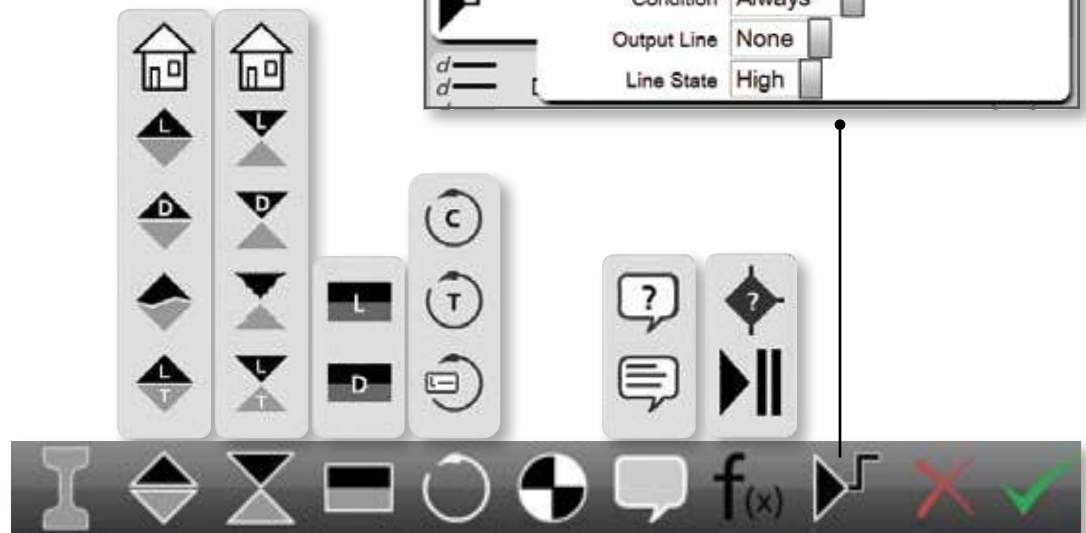 Condition Always
Output Line None
d
Line State High
d
d
L
L
D
D
C
L
?
?
T
D
L
T
L
T
L
f(x)